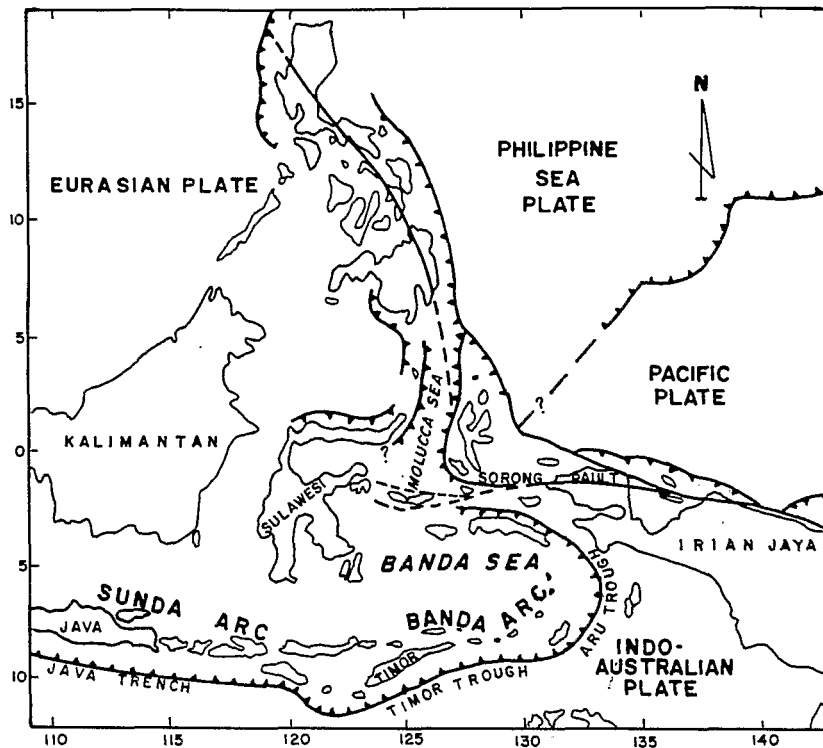 15
10
5
0
5
10
110
115
120
125
130
135
140
N
PHILIPPINE
SEA
PLATE
EURASIAN PLATE
PACIFIC
PLATE
?
KALIMANTAN
MOLUCCA SEA
?
SORONG FAULT
SULAWESI
IRIAN JAYA
BANDA SEA
SUNDA ARC
BANDA ARC
ARU TROUGH
JAVA
TIMOR
INDO-
AUSTRALIAN
PLATE
JAVA TRENCH
TIMOR TROUGH